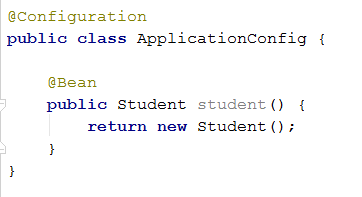 @Configuration
public class ApplicationConfig {
@Bean
public Student student() {
return new Student();
}
}